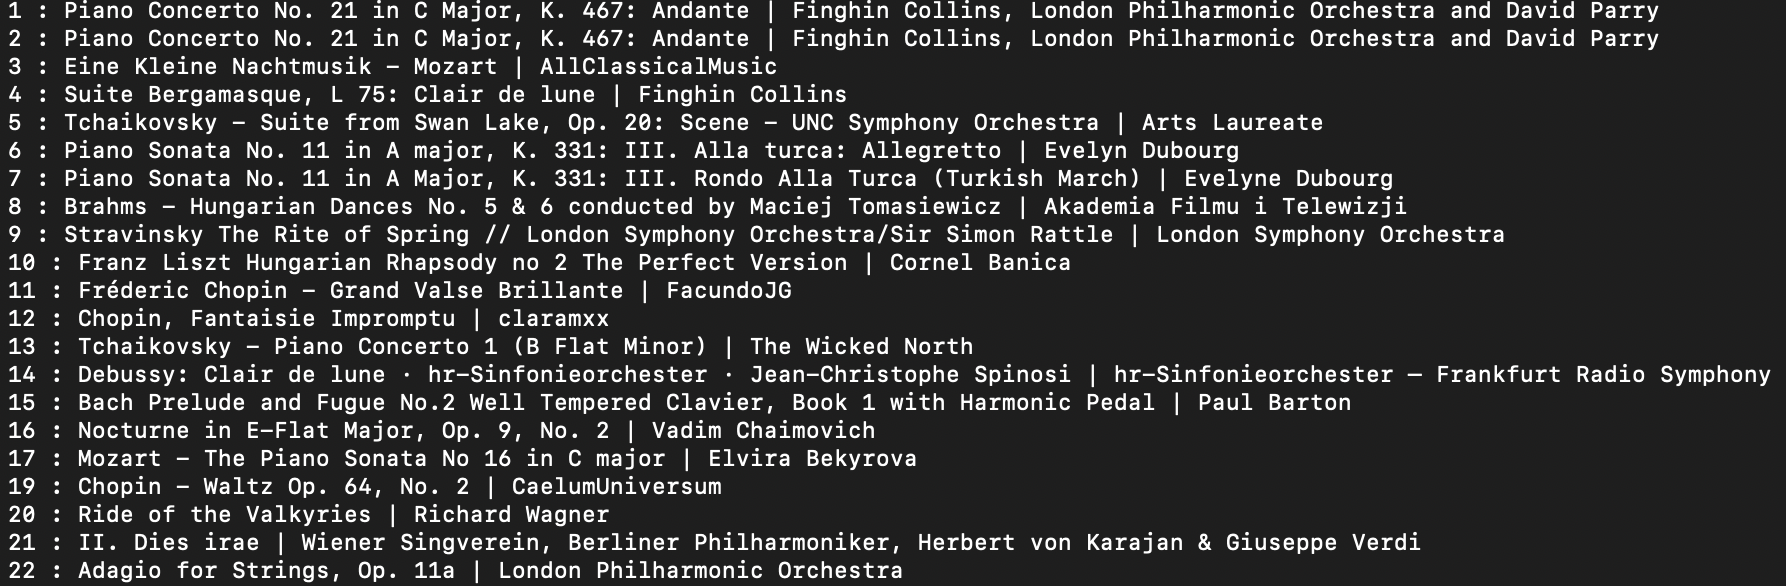 1 : Piano Concerto No. 21 in C Major, K. 467: Andante | Finghin Collins, London Philharmonic Orchestra and David Parry
2 : Piano Concerto No. 21 in C Major, K. 467: Andante | Finghin Collins, London Philharmonic Orchestra and David Parry
3 : Eine Kleine Nachtmusik – Mozart | AllClassicalMusic
4 : Suite Bergamasque, L 75: Clair de lune | Finghin Collins
5 : Tchaikovsky – Suite from Swan Lake, Op. 20: Scene – UNC Symphony Orchestra | Arts Laureate
6 : Piano Sonata No. 11 in A major, K. 331: III. Alla turca: Allegretto | Evelyn Dubourg
7 : Piano Sonata No. 11 in A Major, K. 331: III. Rondo Alla Turca (Turkish March) | Evelyne Dubourg
8 : Brahms – Hungarian Dances No. 5 & 6 conducted by Maciej Tomasiewicz | Akademia Filmu i Telewizji
9 : Stravinsky The Rite of Spring // London Symphony Orchestra/Sir Simon Rattle | London Symphony Orchestra
10 : Franz Liszt Hungarian Rhapsody no 2 The Perfect Version | Cornel Banica
11 : Fréderic Chopin – Grand Valse Brillante | FacundoJG
12 : Chopin, Fantaisie Impromptu | claramxx
13 : Tchaikovsky – Piano Concerto 1 (B Flat Minor) | The Wicked North
14 : Debussy: Clair de lune · hr–Sinfonieorchester · Jean–Christophe Spinosi | hr–Sinfonieorchester – Frankfurt Radio Symphony
15 : Bach Prelude and Fugue No.2 Well Tempered Clavier, Book 1 with Harmonic Pedal | Paul Barton
16 : Nocturne in E–Flat Major, Op. 9, No. 2 | Vadim Chaimovich
17 : Mozart – The Piano Sonata No 16 in C major | Elvira Bekyrova
19 : Chopin – Waltz Op. 64, No. 2 | CaelumUniversum
20 : Ride of the Valkyries | Richard Wagner
21 : II. Dies irae | Wiener Singverein, Berliner Philharmoniker, Herbert von Karajan & Giuseppe Verdi
22 : Adagio for Strings, Op. 11a | London Philharmonic Orchestra